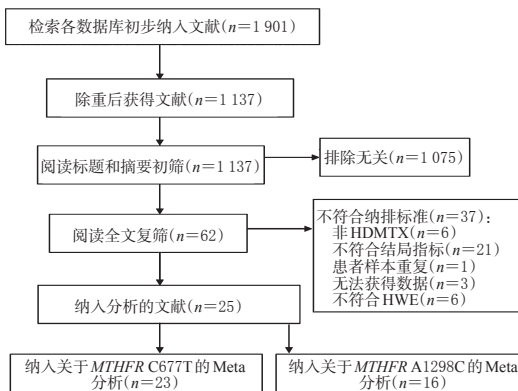 检索各数据库初步纳入文献(n=1 901)
除重后获得文献(n=1 137)
阅读标题和摘要初筛(n=1 137)
排除无关(n=1 075)
阅读全文复筛(n=62)
不符合纳排标准(n=37)：
非HDMTX(n=6)
不符合结局指标(n=21)
患者样本重复(n=1)
无法获得数据(n=3)
不符合HWE(n=6)
纳入分析的文献(n=25)
纳入关于MTHFR C677T的Meta
分析(n=23)
纳入关于MTHFR A1298C的Meta
分析(n=16)